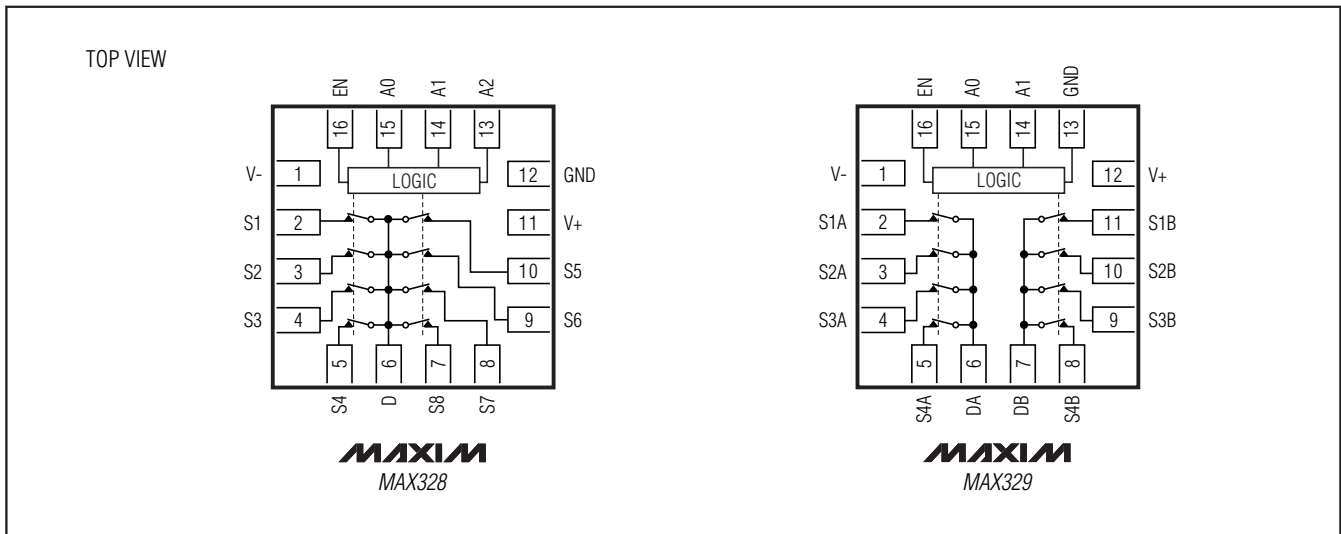 TOP VIEW
EN A0 A1 A2
16 15 14 13
V- 1 LOGIC 12 GND
S1 2 11 V+
S2 3 10 S5
S3 4 9 S6
5 6 7 8
S4 D S8 S7
MAXIM
MAX328
EN A0 A1 GND
16 15 14 13
V- 1 LOGIC 12 V+
S1A 2 11 S1B
S2A 3 10 S2B
S3A 4 9 S3B
5 6 7 8
S4A DA DB S4B
MAXIM
MAX329